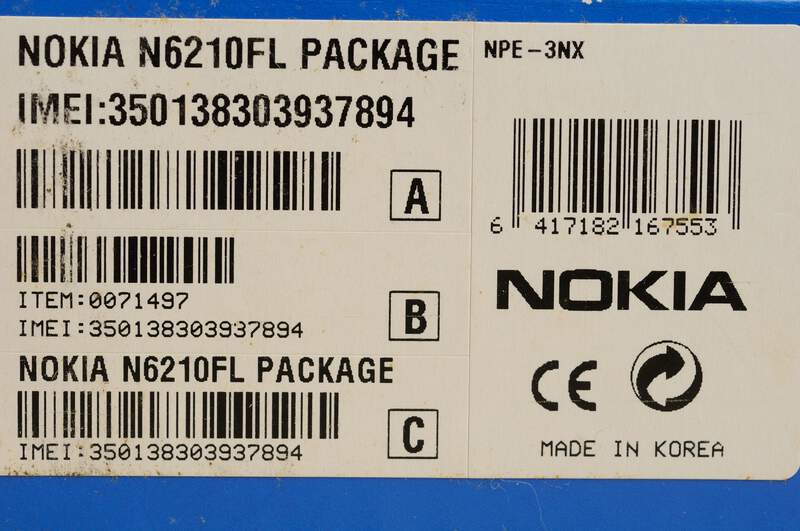 NOKIA N6210FL PACKAGE
IMEI:350138303937894
A
ITEM:0071497
IMEI:350138303937894
B
NOKIA N6210FL PACKAGE
IMEI:350138303937894
C
NPE-3NX
6 417182 167553
NOKIA
CE
MADE IN KOREA